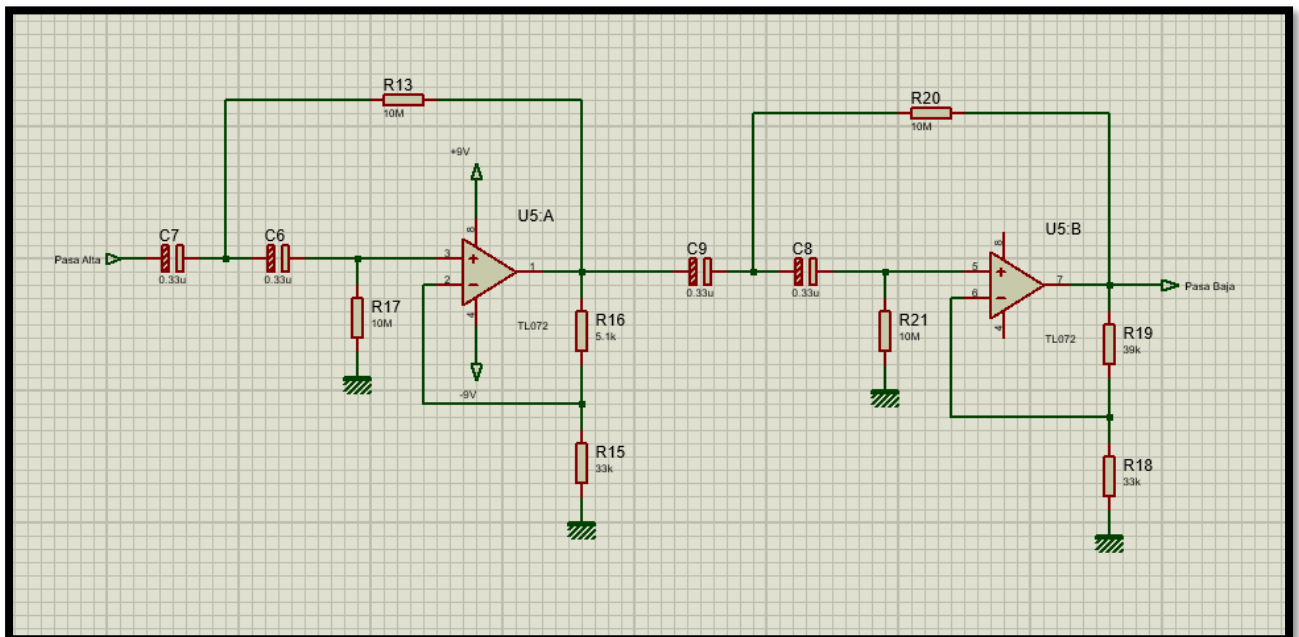 R13
10M
+9V
U5:A
C7
0.33u
C6
0.33u
Pasa Alta
R17
10M
3
2
8
4
1
TL072
-9V
R16
5.1k
R15
33k
R20
10M
U5:B
C9
0.33u
C8
0.33u
R21
10M
5
6
8
4
7
TL072
Pasa Baja
R19
39k
R18
33k